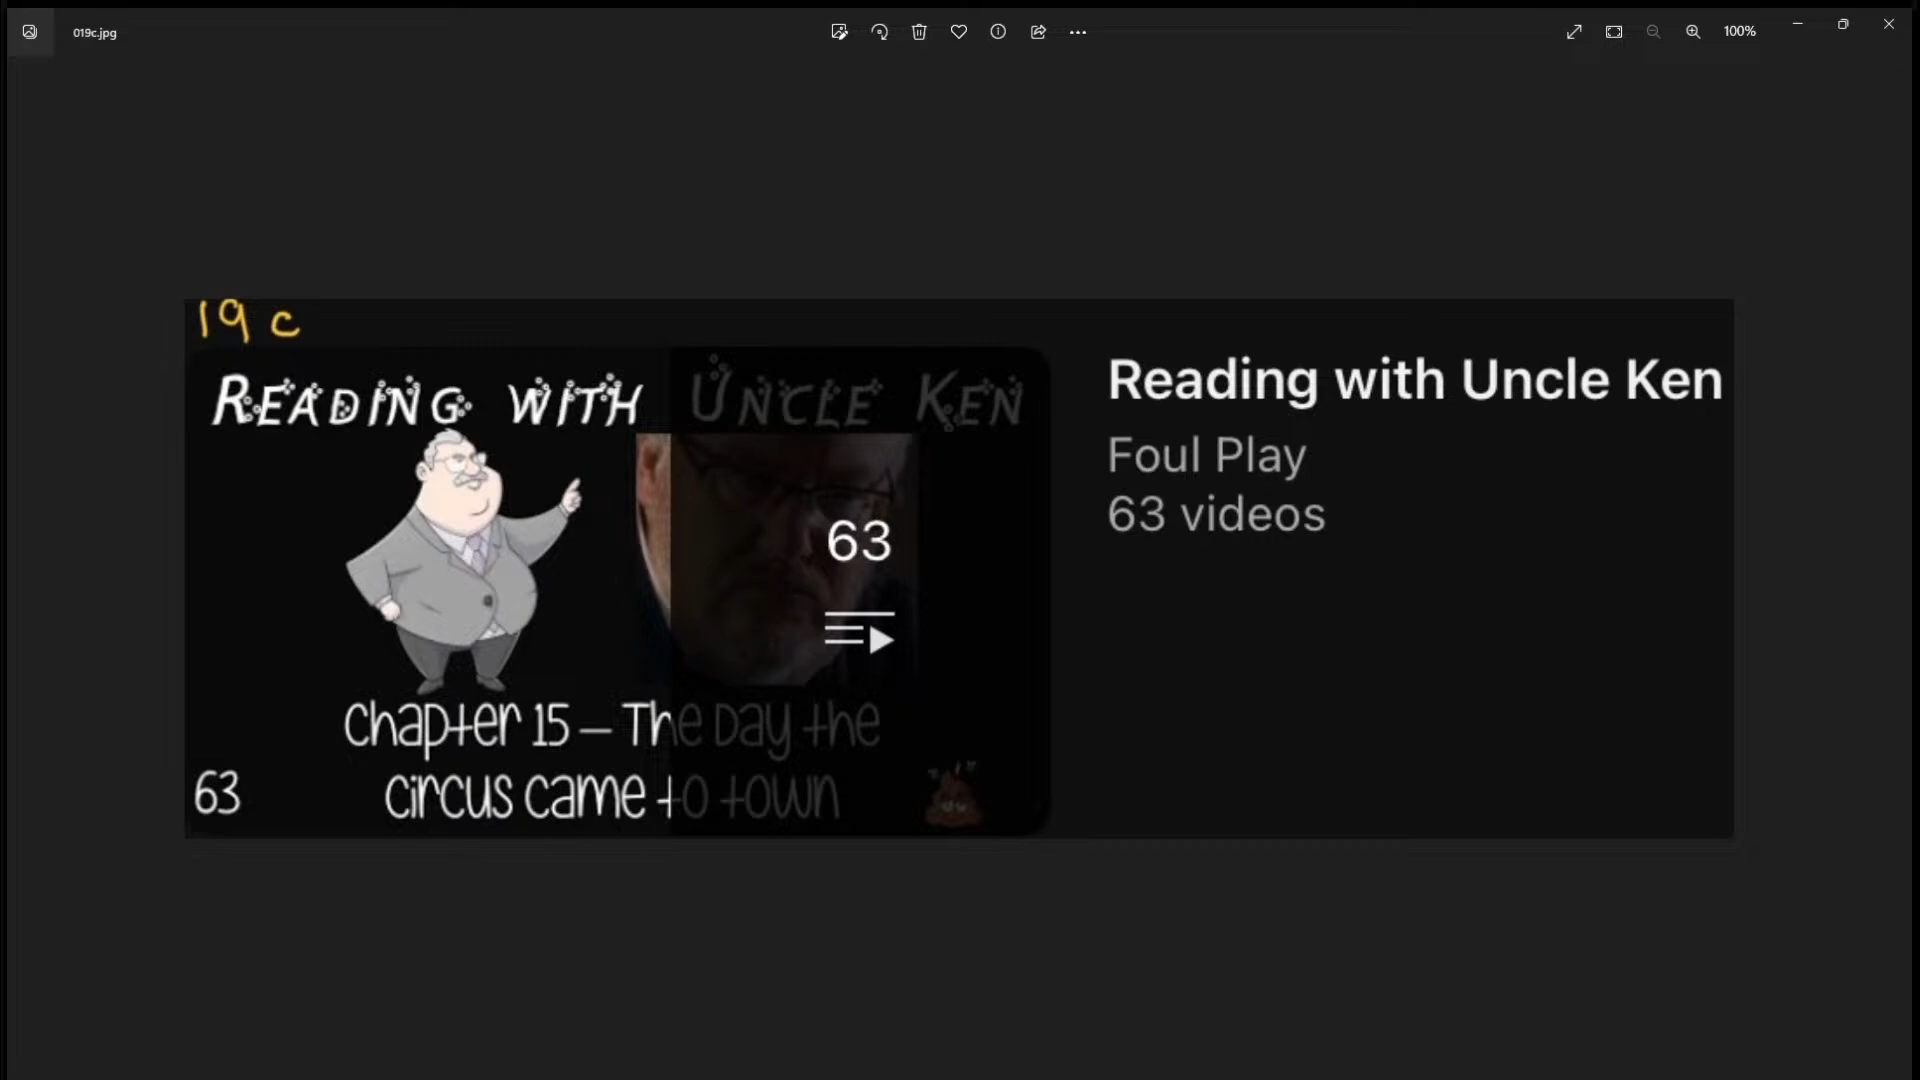 019c.jpg
100%
19 c
READING WITH UNCLE KEN
63
Chapter 15 – The Day the
circus came to town
63
Reading with Uncle Ken
Foul Play
63 videos